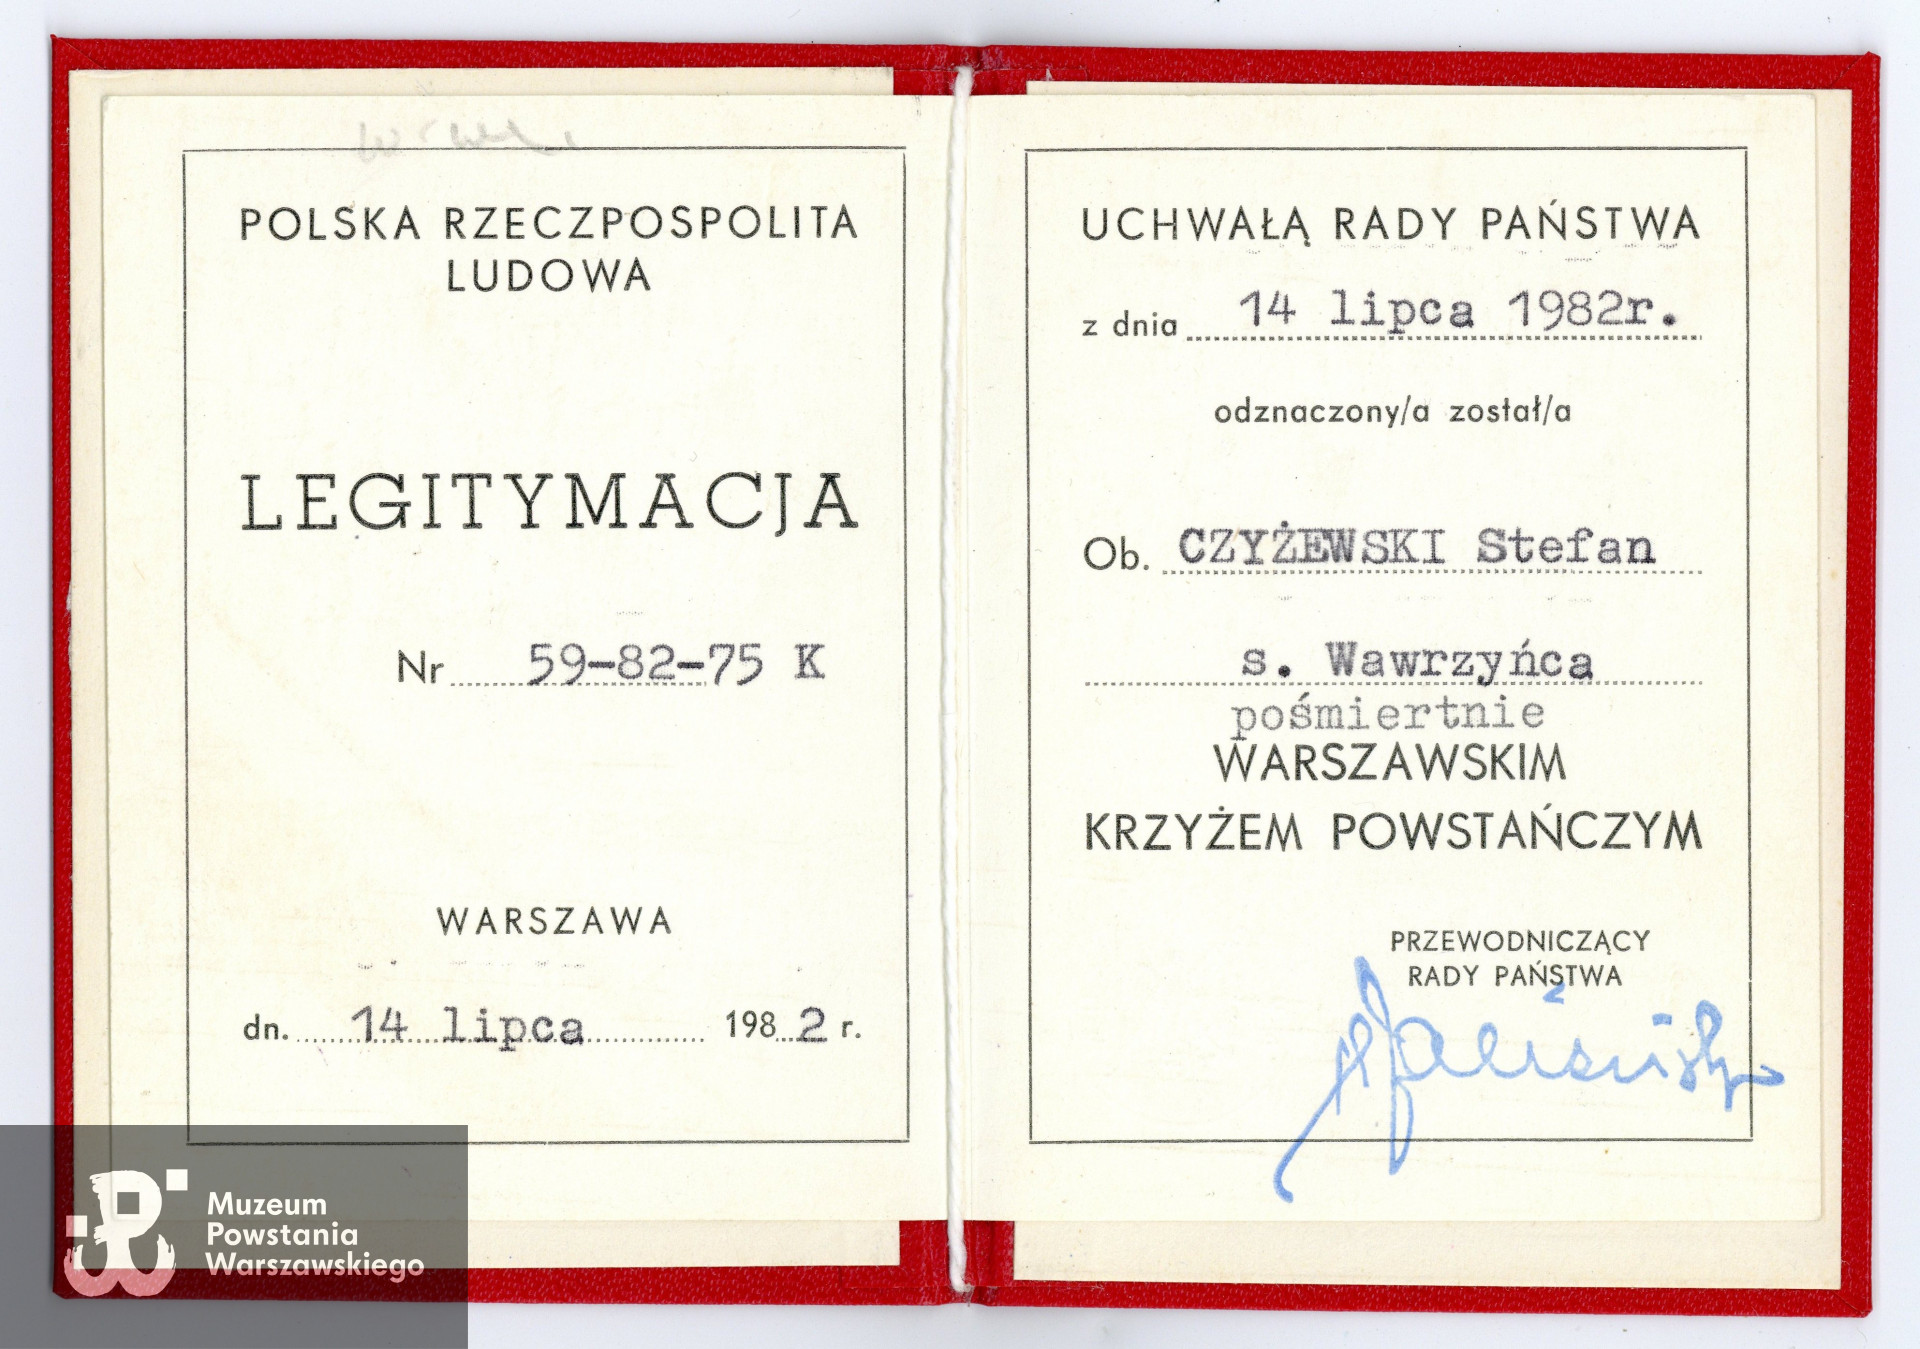 POLSKA RZECZPOSPOLITA
LUDOWA
LEGITYMACJA
Nr 59-82-75 K
WARSZAWA
dn. 14 lipca 1982 r.
UCHWAŁĄ RADY PAŃSTWA
z dnia 14 lipca 1982r.
odznaczony/a został/a
Ob. CZYŻEWSKI Stefan
s. Wawrzyńca
pośmiertnie
WARSZAWSKIM
KRZYŻEM POWSTAŃCZYM
PRZEWODNICZĄCY
RADY PAŃSTWA
Muzeum
Powstania
Warszawskiego